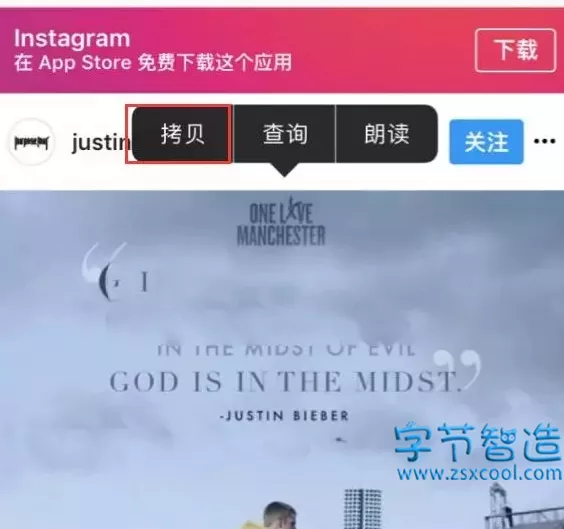 Instagram
在 App Store 免费下载这个应用
下载
justin
拷贝
查询
朗读
关注
ONE LOVE
MANCHESTER
“G I
IN THE MIDST OF EVIL
GOD IS IN THE MIDST.”
-JUSTIN BIEBER
字节智造
www.zsxcool.com